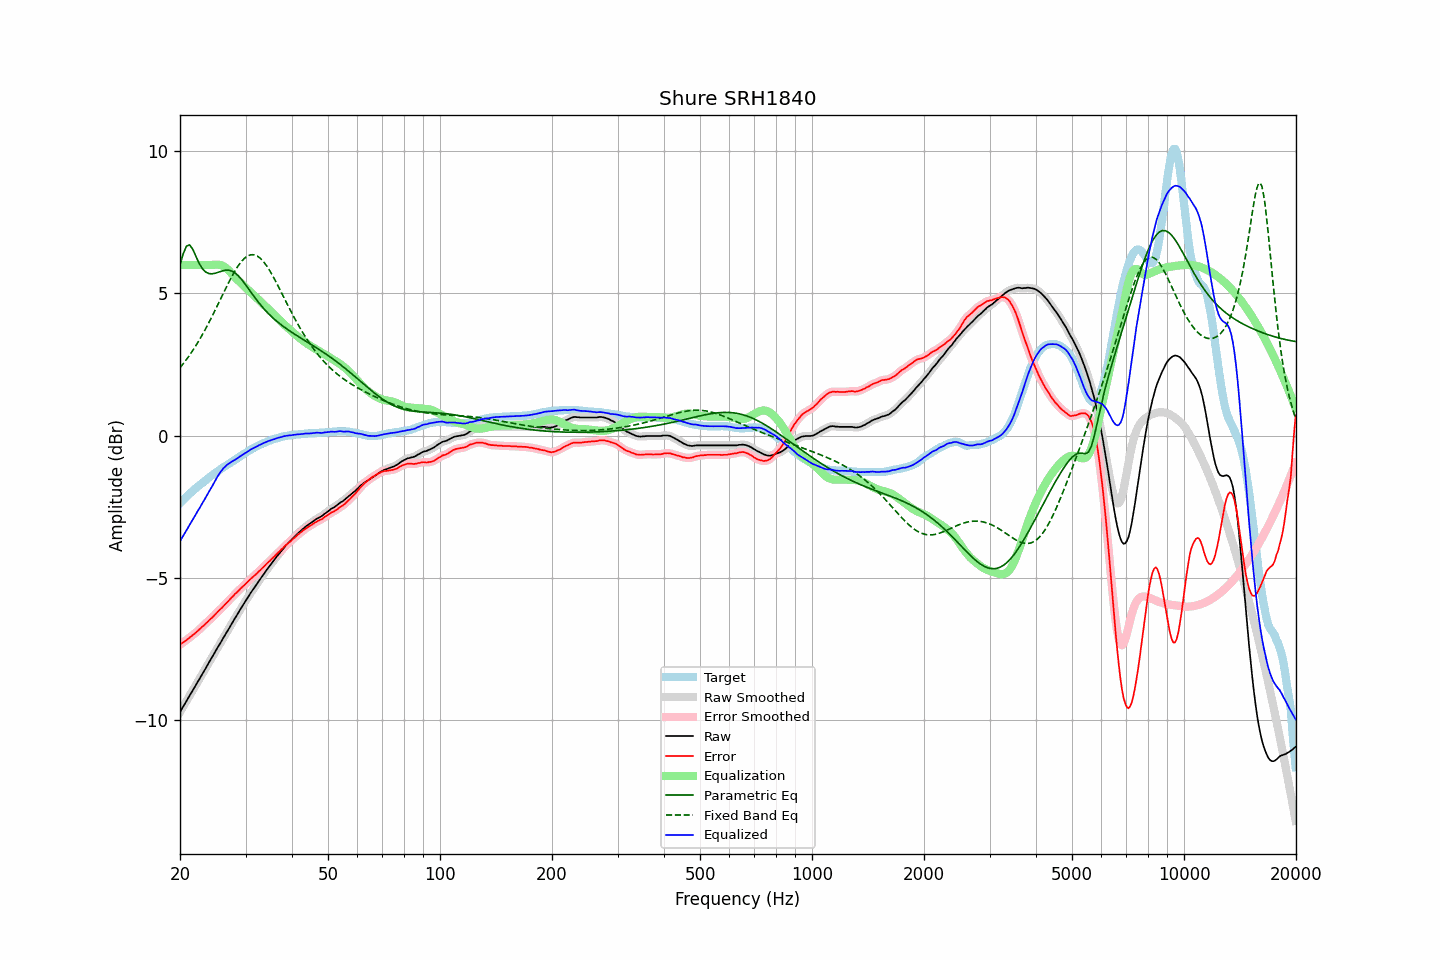 Shure SRH1840
Amplitude (dBr)
10
5
0
−5
−10
Target
Raw Smoothed
Error Smoothed
Raw
Error
Equalization
Parametric Eq
Fixed Band Eq
Equalized
20 50 100 200 500 1000 2000 5000 10000 20000
Frequency (Hz)